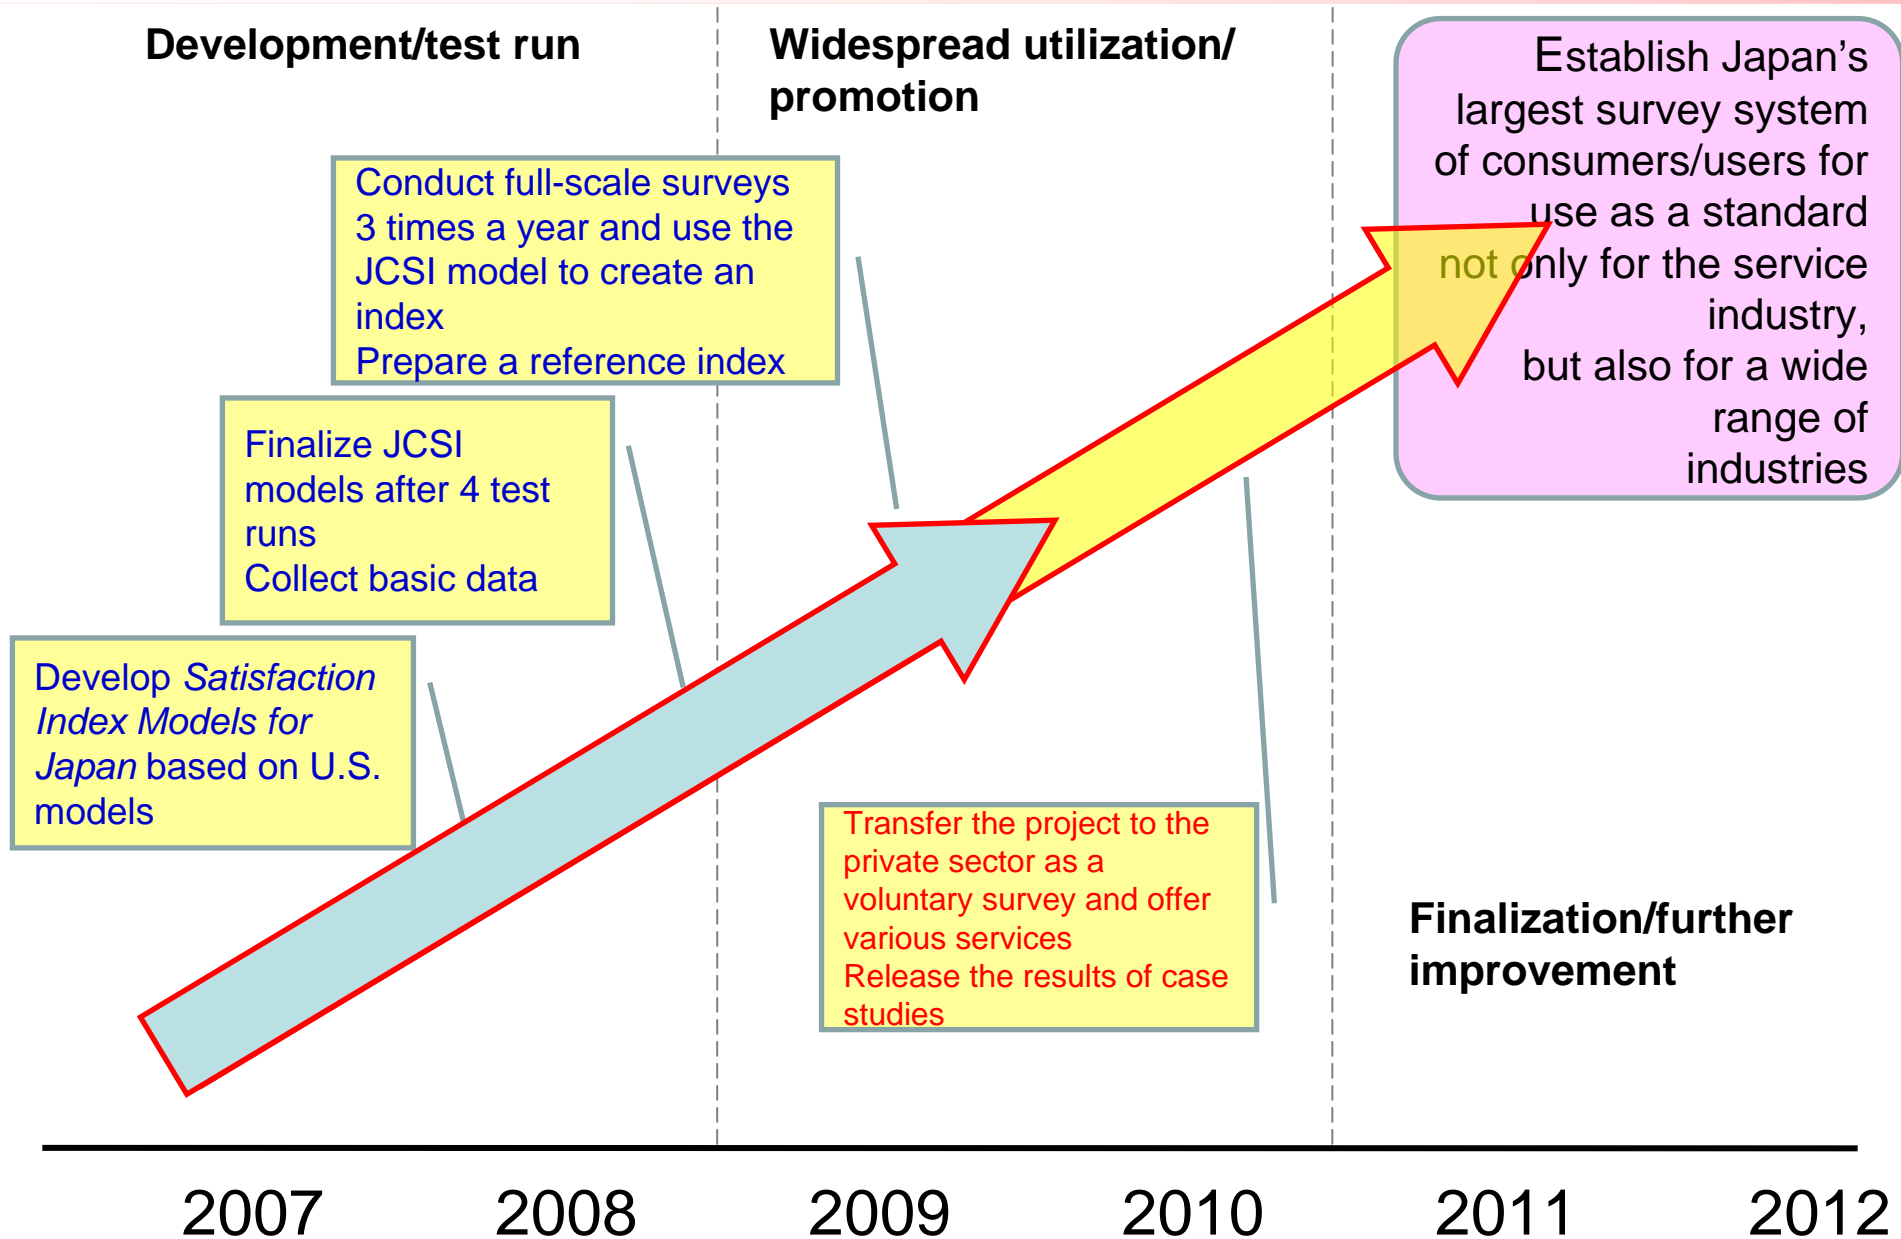 Development/test run
Widespread utilization/
promotion
Establish Japan's
largest survey system
of consumers/users for
use as a standard
not only for the service
industry,
but also for a wide
range of
industries
Conduct full-scale surveys
3 times a year and use the
JCSI model to create an
index
Prepare a reference index
Finalize JCSI
models after 4 test
runs
Collect basic data
Develop Satisfaction
Index Models for
Japan based on U.S.
models
Transfer the project to the
private sector as a
voluntary survey and offer
various services
Release the results of case
studies
Finalization/further
improvement
2007 2008 2009 2010 2011 2012